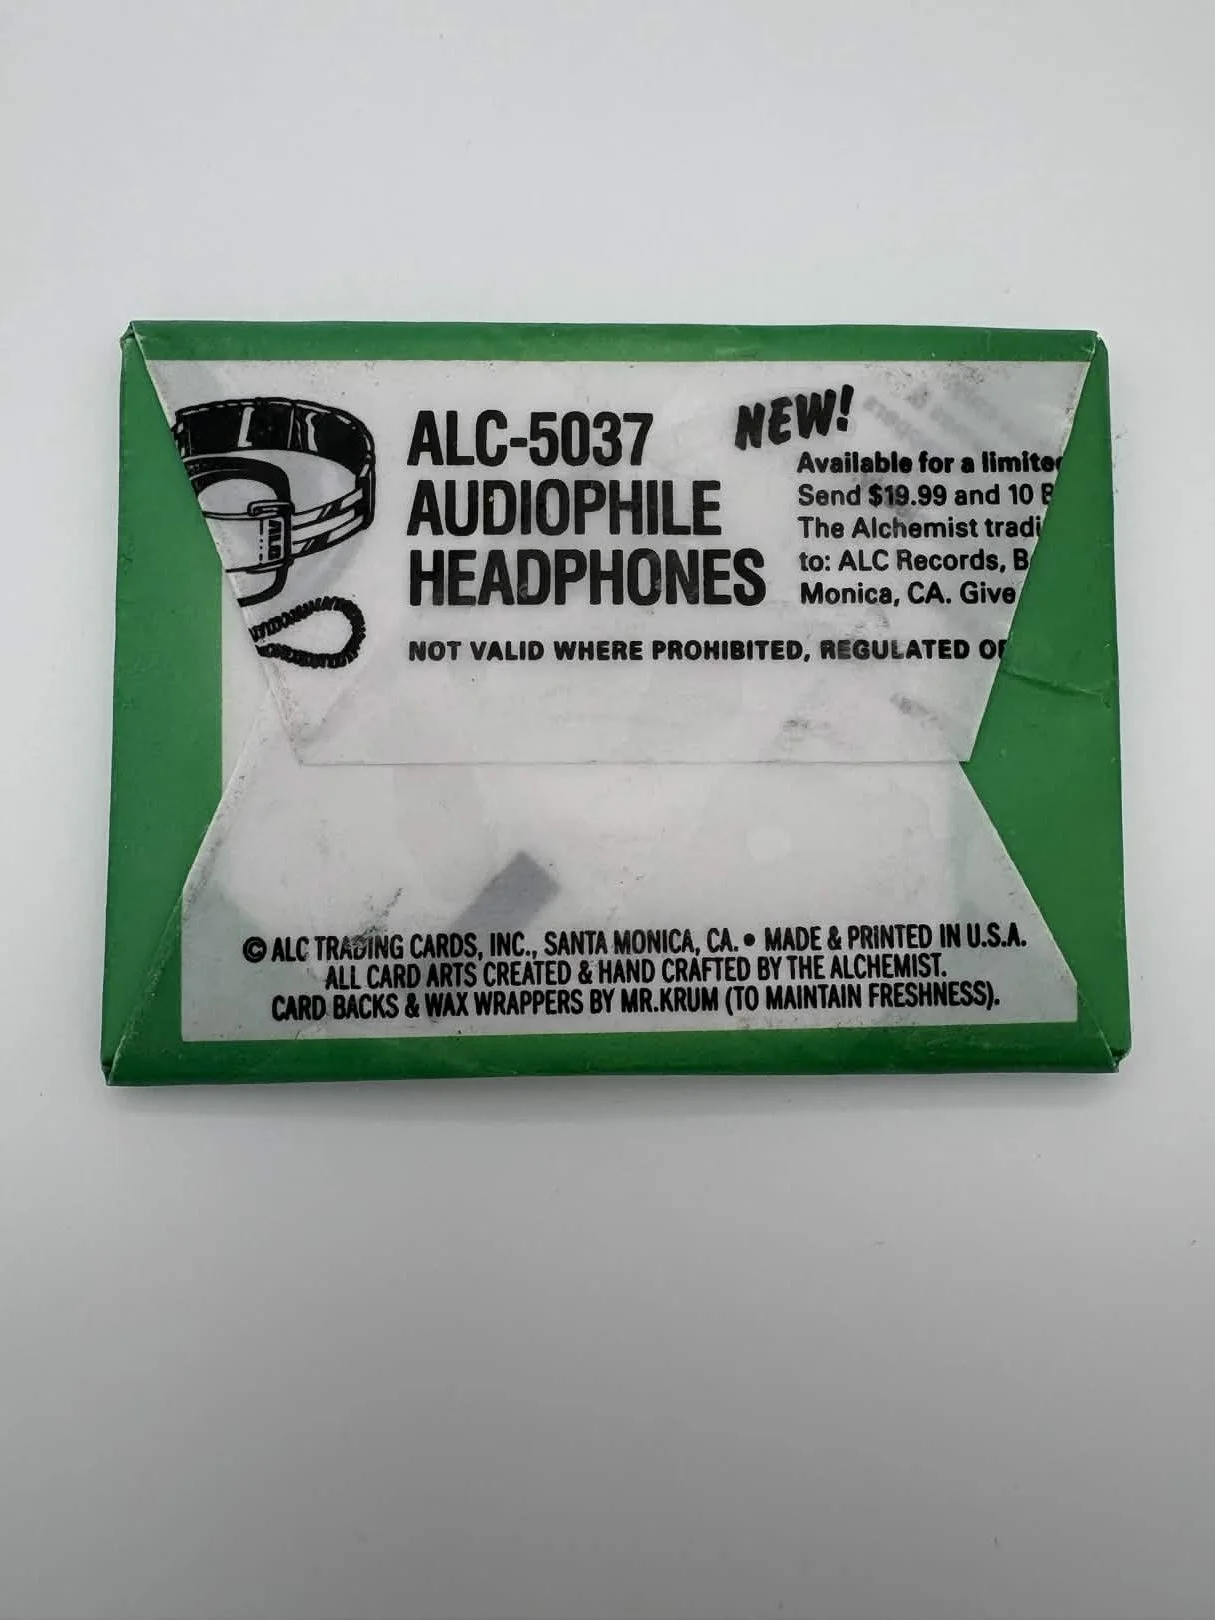 ALC-5037
AUDIOPHILE
HEADPHONES
NEW!
Available for a limite
Send $19.99 and 10
The Alchemist tradi
to: ALC Records, B
Monica, CA. Give
NOT VALID WHERE PROHIBITED, REGULATED OR
ALC
© ALC TRADING CARDS, INC., SANTA MONICA, CA. • MADE & PRINTED IN U.S.A.
ALL CARD ARTS CREATED & HAND CRAFTED BY THE ALCHEMIST.
CARD BACKS & WAX WRAPPERS BY MR.KRUM (TO MAINTAIN FRESHNESS).